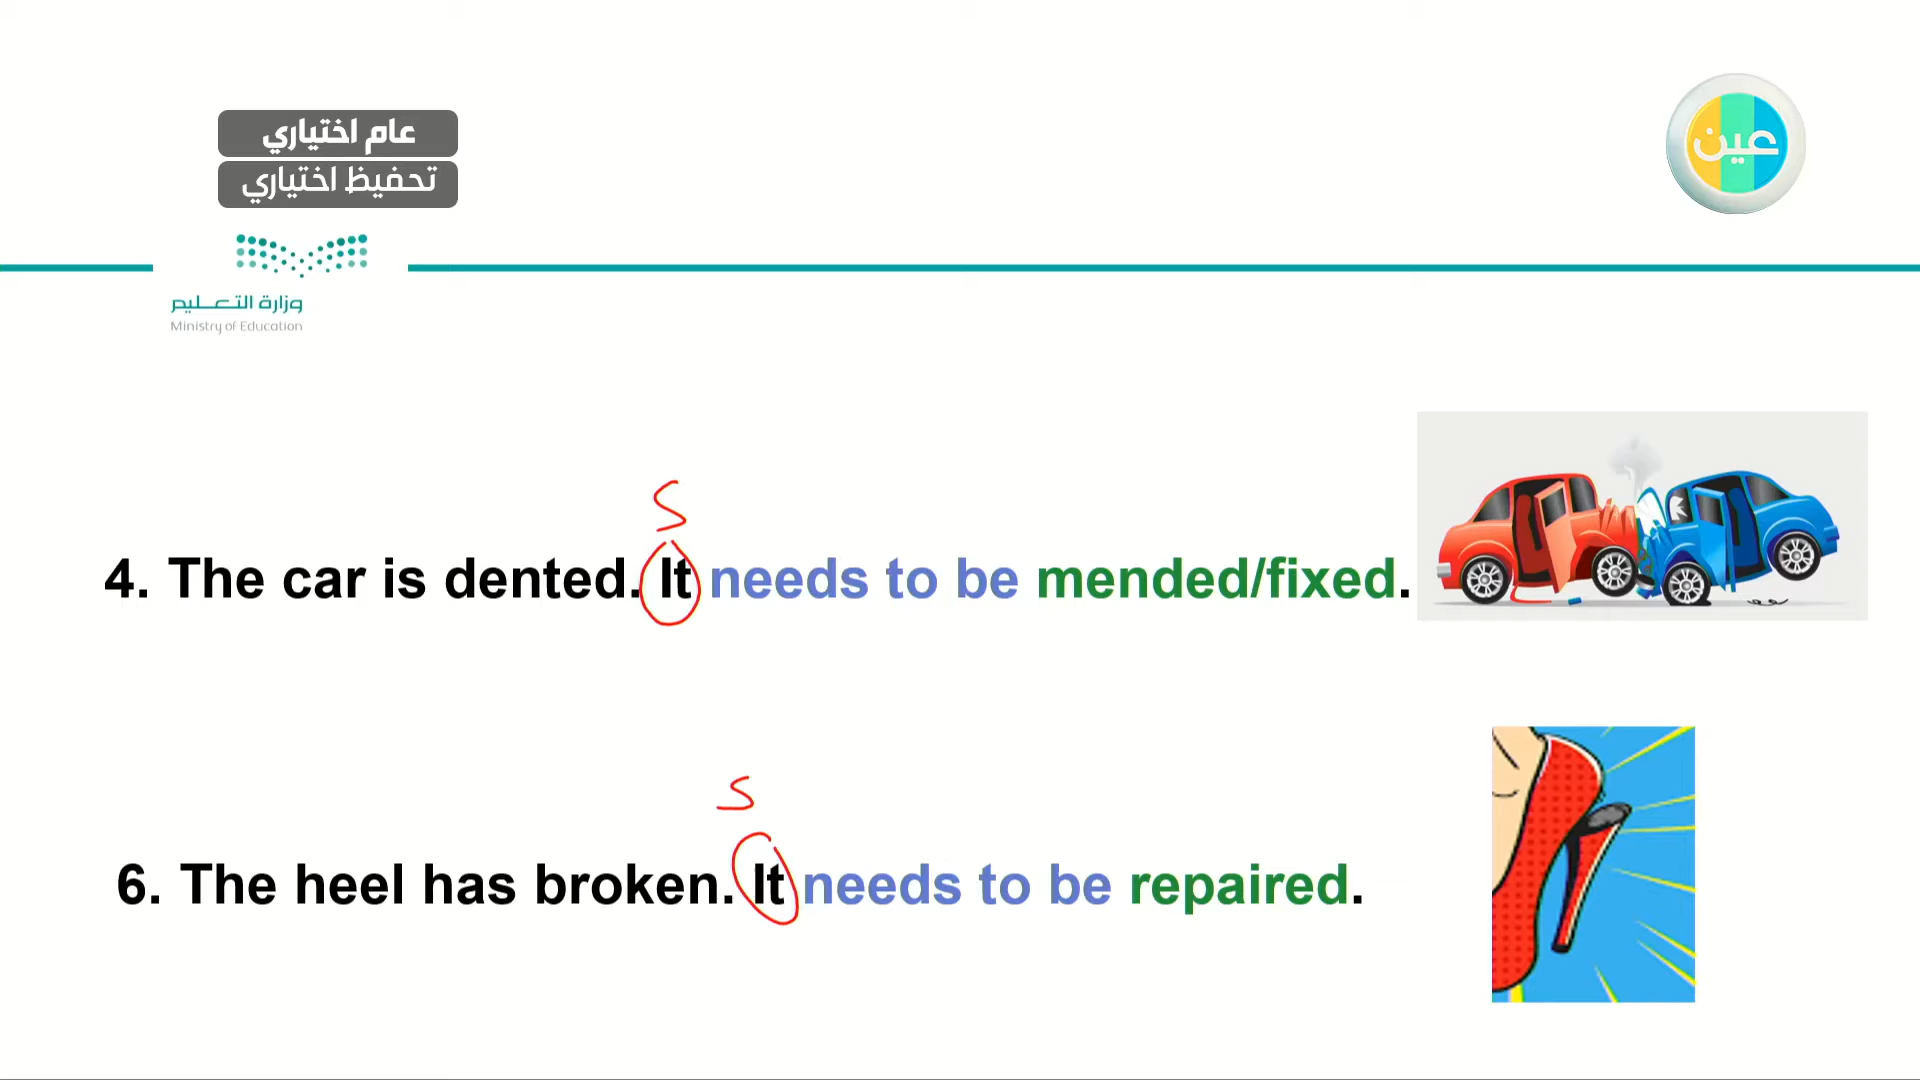 عام اختياري
تحفيظ اختياري
عين
وزارة التعليم
Ministry of Education
S
4. The car is dented. It needs to be mended/fixed.
S
6. The heel has broken. It needs to be repaired.